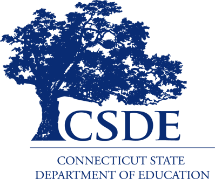 CSDE
CONNECTICUT STATE
DEPARTMENT OF EDUCATION